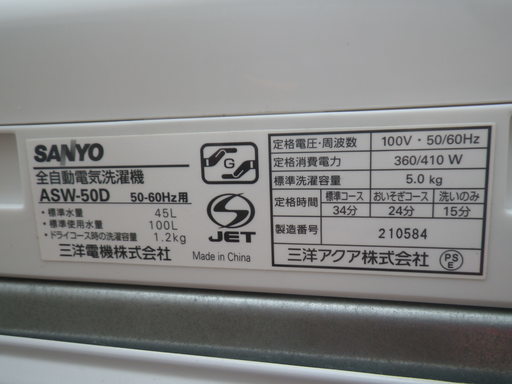 SANYO
全自動電気洗濯機
ASW-50D 50-60Hz用
・標準水量 45L
・標準使用水量 100L
・ドライコース時の洗濯容量 1.2kg
三洋電機株式会社
G
S
JET
Made in China
定格電圧・周波数 100V・50/60Hz
定格消費電力 360/410 W
標準洗濯容量 5.0 kg
定格時間 標準コース おいそぎコース 洗いのみ
34分 24分 15分
製造番号 210584
三洋アクア株式会社
PS
E